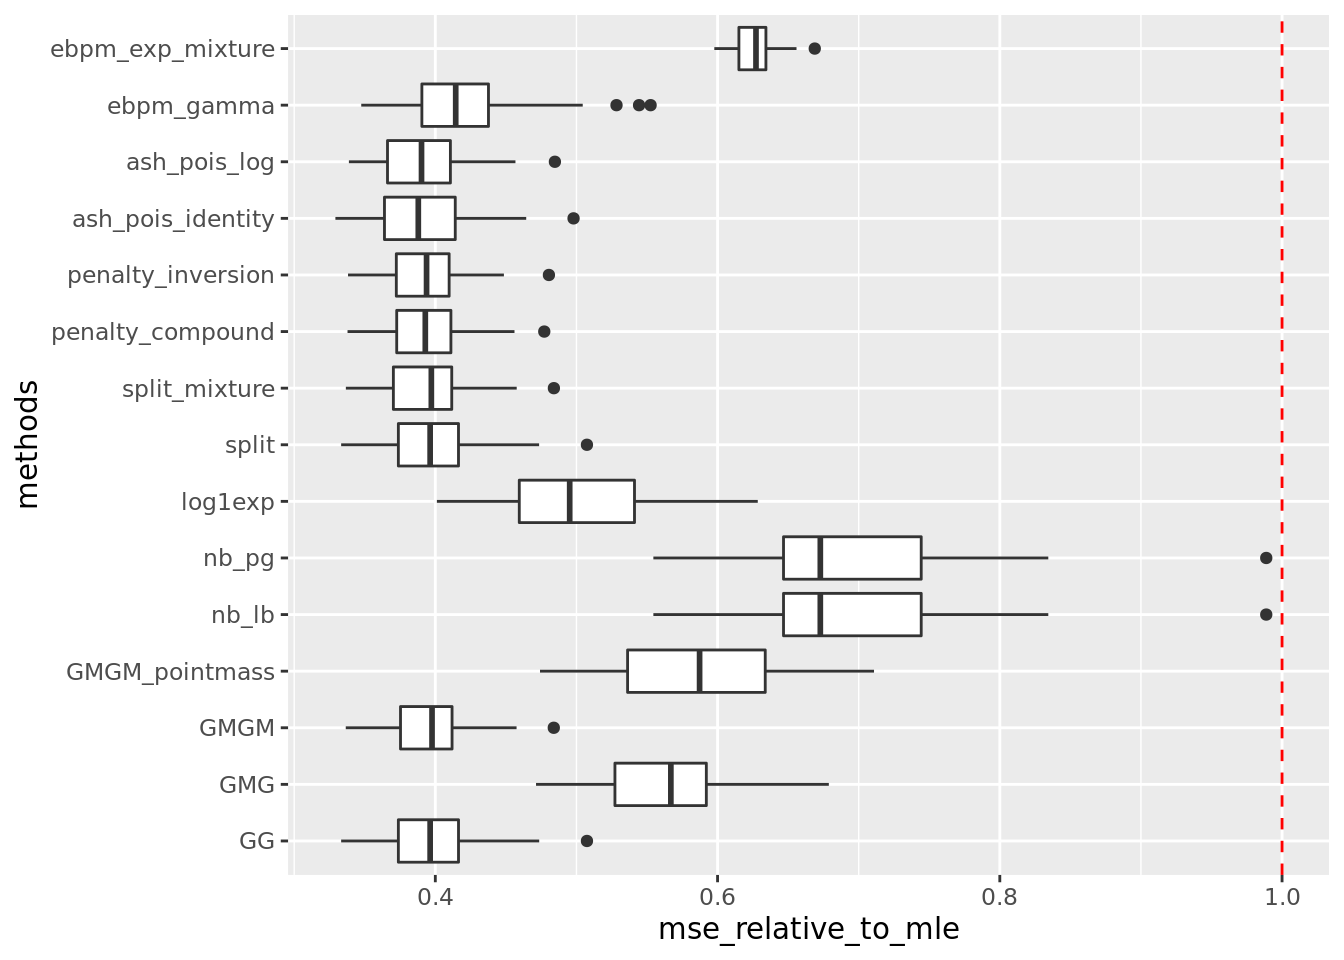 ebpm_exp_mixture
ebpm_gamma
ash_pois_log
ash_pois_identity
penalty_inversion
penalty_compound
split_mixture
split
log1exp
nb_pg
nb_lb
GMGM_pointmass
GMGM
GMG
GG
methods
0.4 0.6 0.8 1.0
mse_relative_to_mle